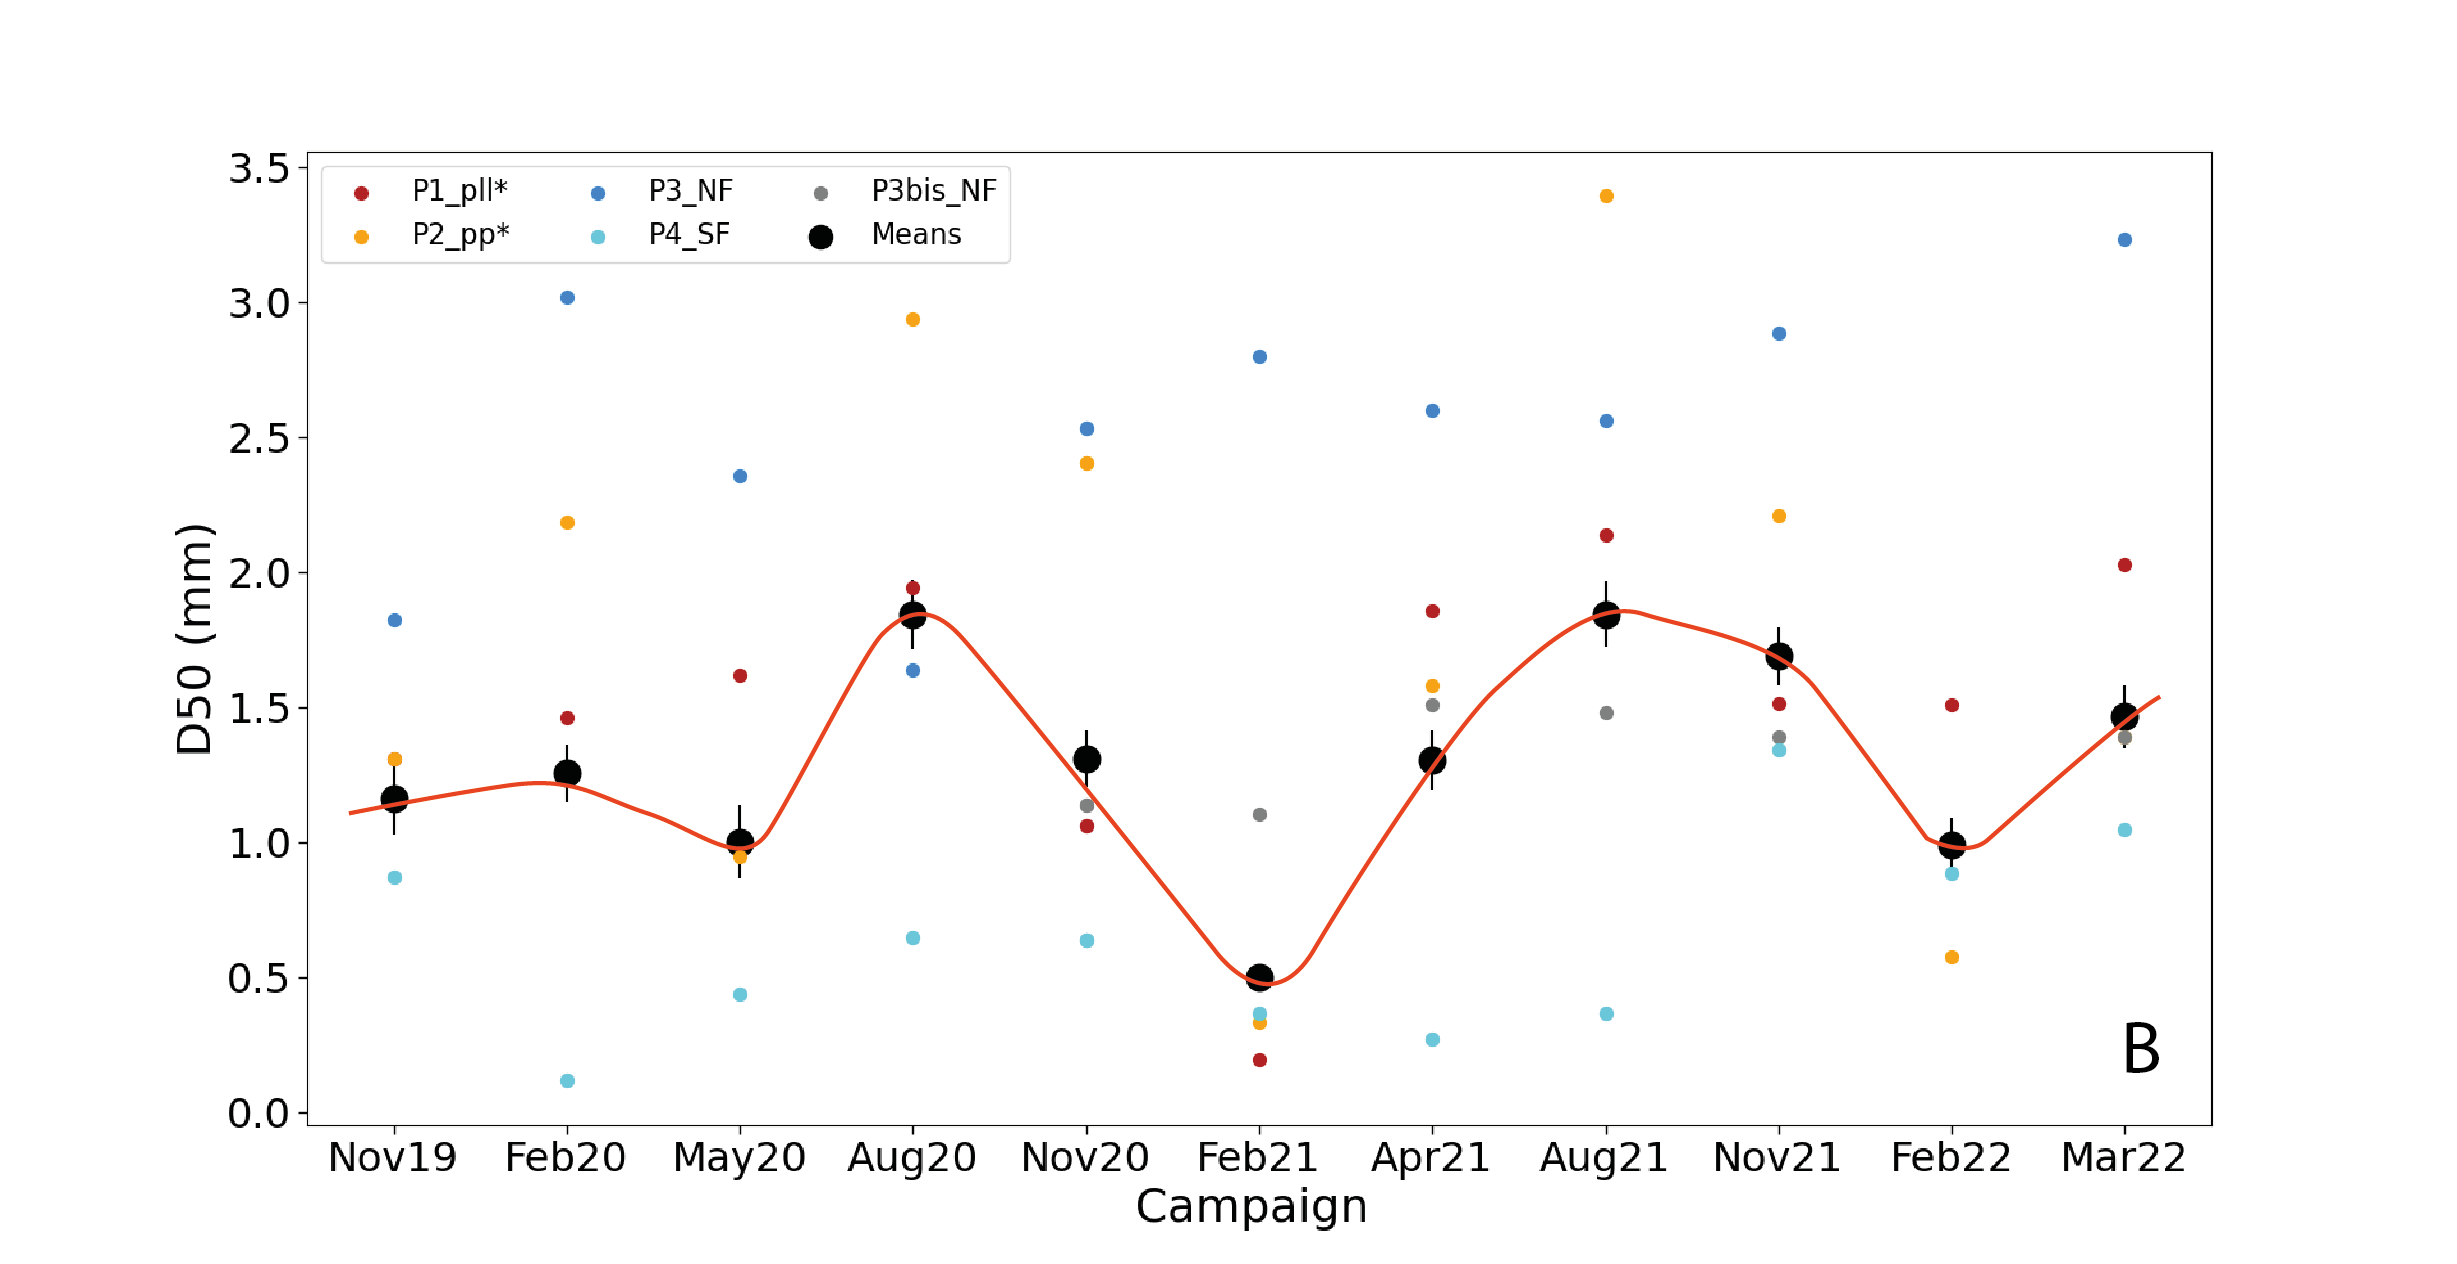 3.5
P1_pll* P3_NF P3bis_NF
P2_pp* P4_SF Means
3.0
2.5
2.0
1.5
1.0
0.5
0.0
D50 (mm)
B
Nov19 Feb20 May20 Aug20 Nov20 Feb21 Apr21 Aug21 Nov21 Feb22 Mar22
Campaign